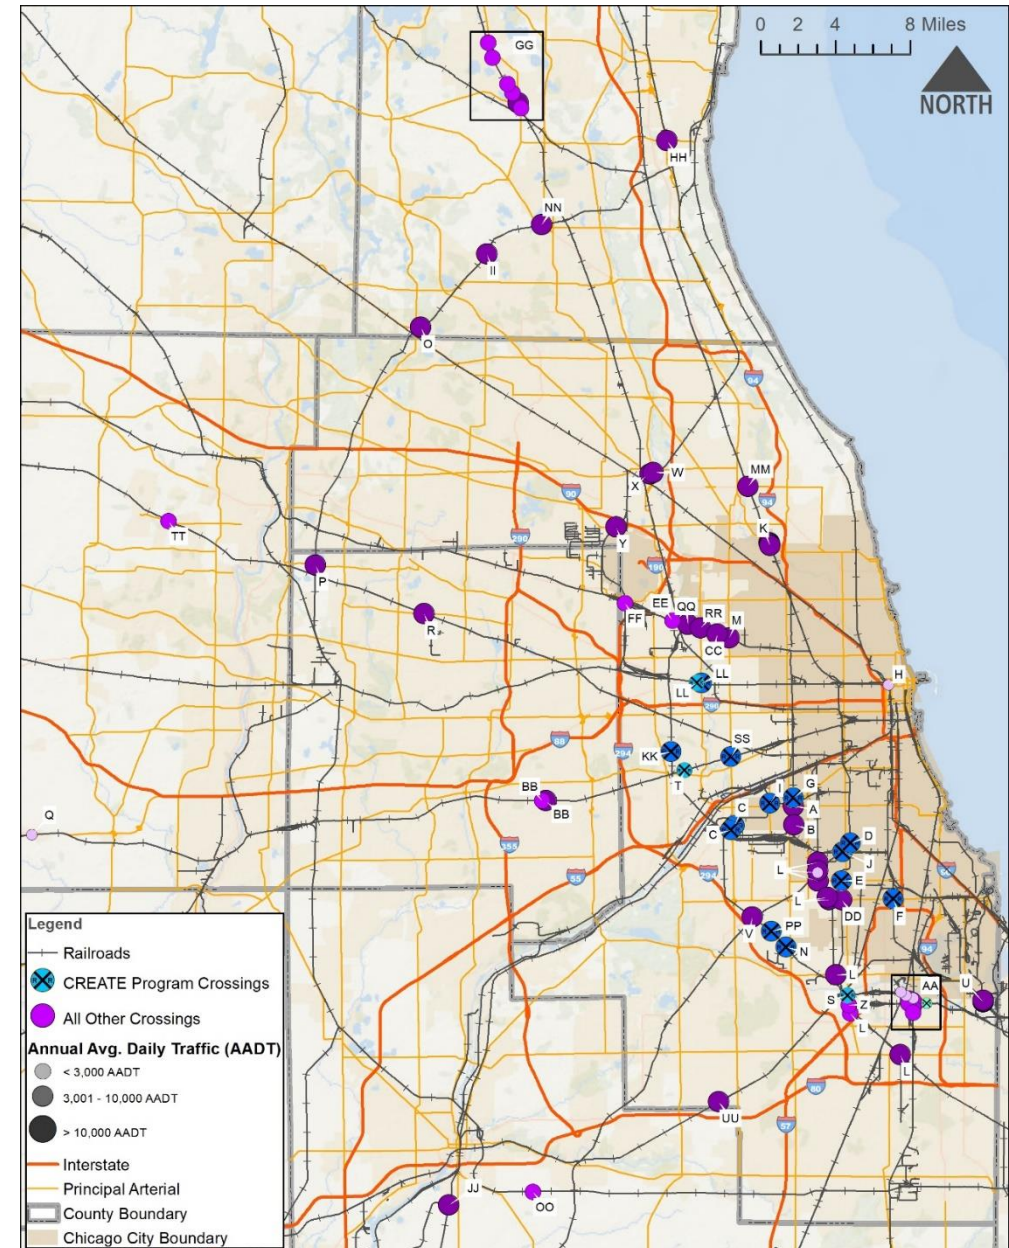 0 2 4 8 Miles
NORTH
GG
HH
NN
II
O
94
W
X
MM
90
94
TT
K
290
Y
190
P
EE
QQ
RR
M
FF
R
CC
H
LL
LL
290
SS
88
294
KK
T
G
I
BB
C
A
Q
BB
C
B
D
355
J
L
55
294
E
L
DD
F
V
PP
N
94
L
AA
U
S
Z
L
L
80
UU
57
JJ
OO
Legend
Railroads
CREATE Program Crossings
All Other Crossings
Annual Avg. Daily Traffic (AADT)
< 3,000 AADT
3,001 - 10,000 AADT
> 10,000 AADT
Interstate
Principal Arterial
County Boundary
Chicago City Boundary